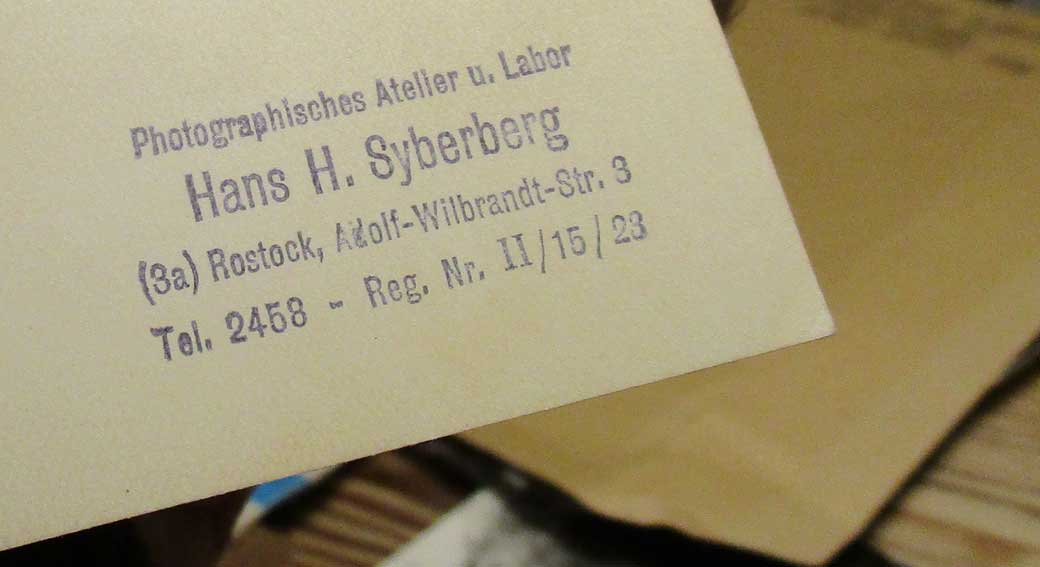 Photographisches Atelier u. Labor
Hans H. Syberberg
(3a) Rostock, Adolf-Wilbrandt-Str. 3
Tel. 2458 - Reg. Nr. II/15/23